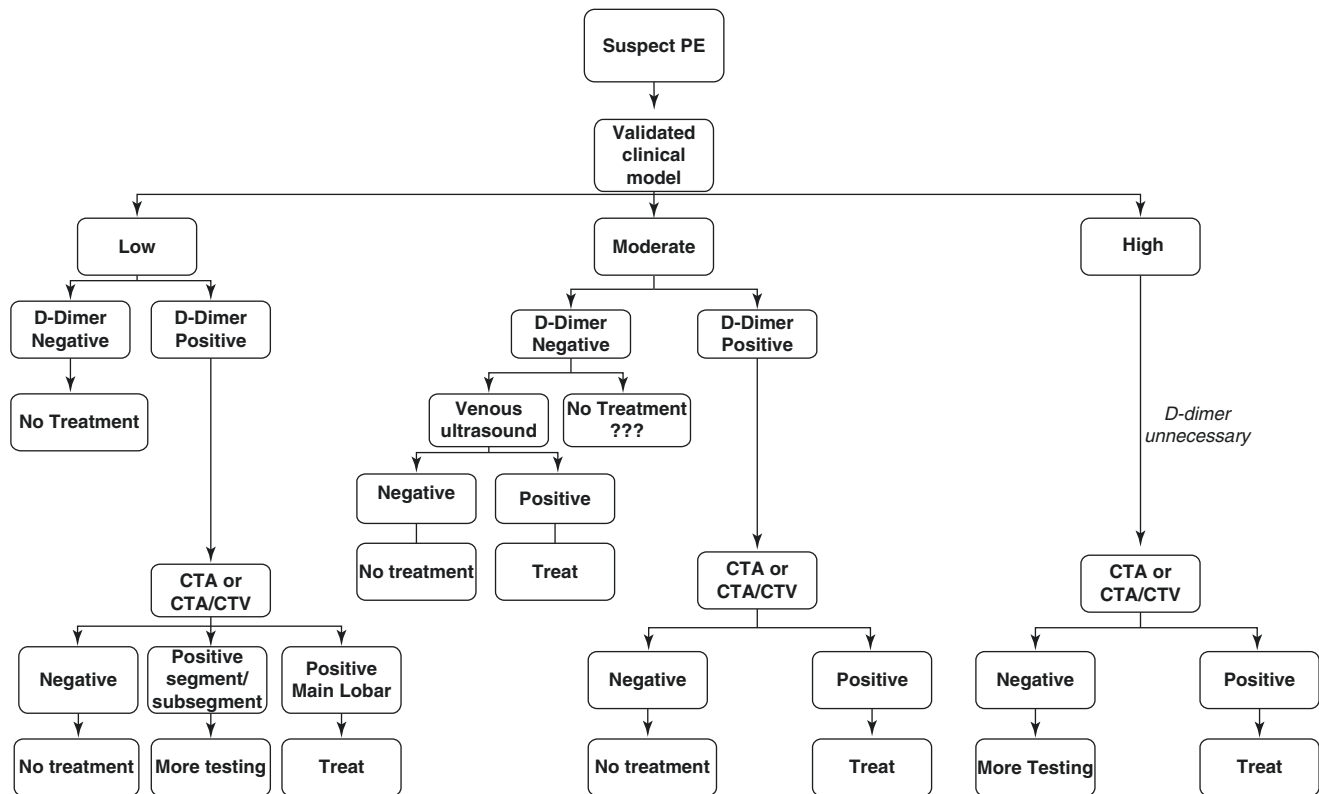 Suspect PE
Validated
clinical
model
Low
Moderate
High
D-Dimer
Negative
D-Dimer
Positive
D-Dimer
Negative
D-Dimer
Positive
No Treatment
Venous
ultrasound
No Treatment
???
D-dimer
unnecessary
Negative
Positive
No treatment
Treat
CTA or
CTA/CTV
CTA or
CTA/CTV
CTA or
CTA/CTV
Negative
Positive
segment/
subsegment
Positive
Main Lobar
Negative
Positive
Negative
Positive
No treatment
More testing
Treat
No treatment
Treat
More Testing
Treat